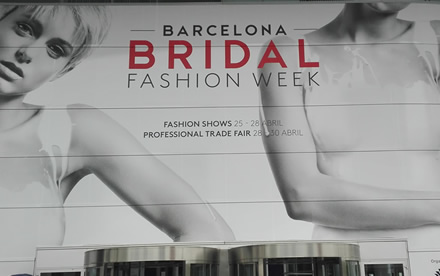 BARCELONA
BRIDAL
FASHION WEEK
FASHION SHOWS 25 - 28 ABRIL
PROFESSIONAL TRADE FAIR 28 - 30 ABRIL